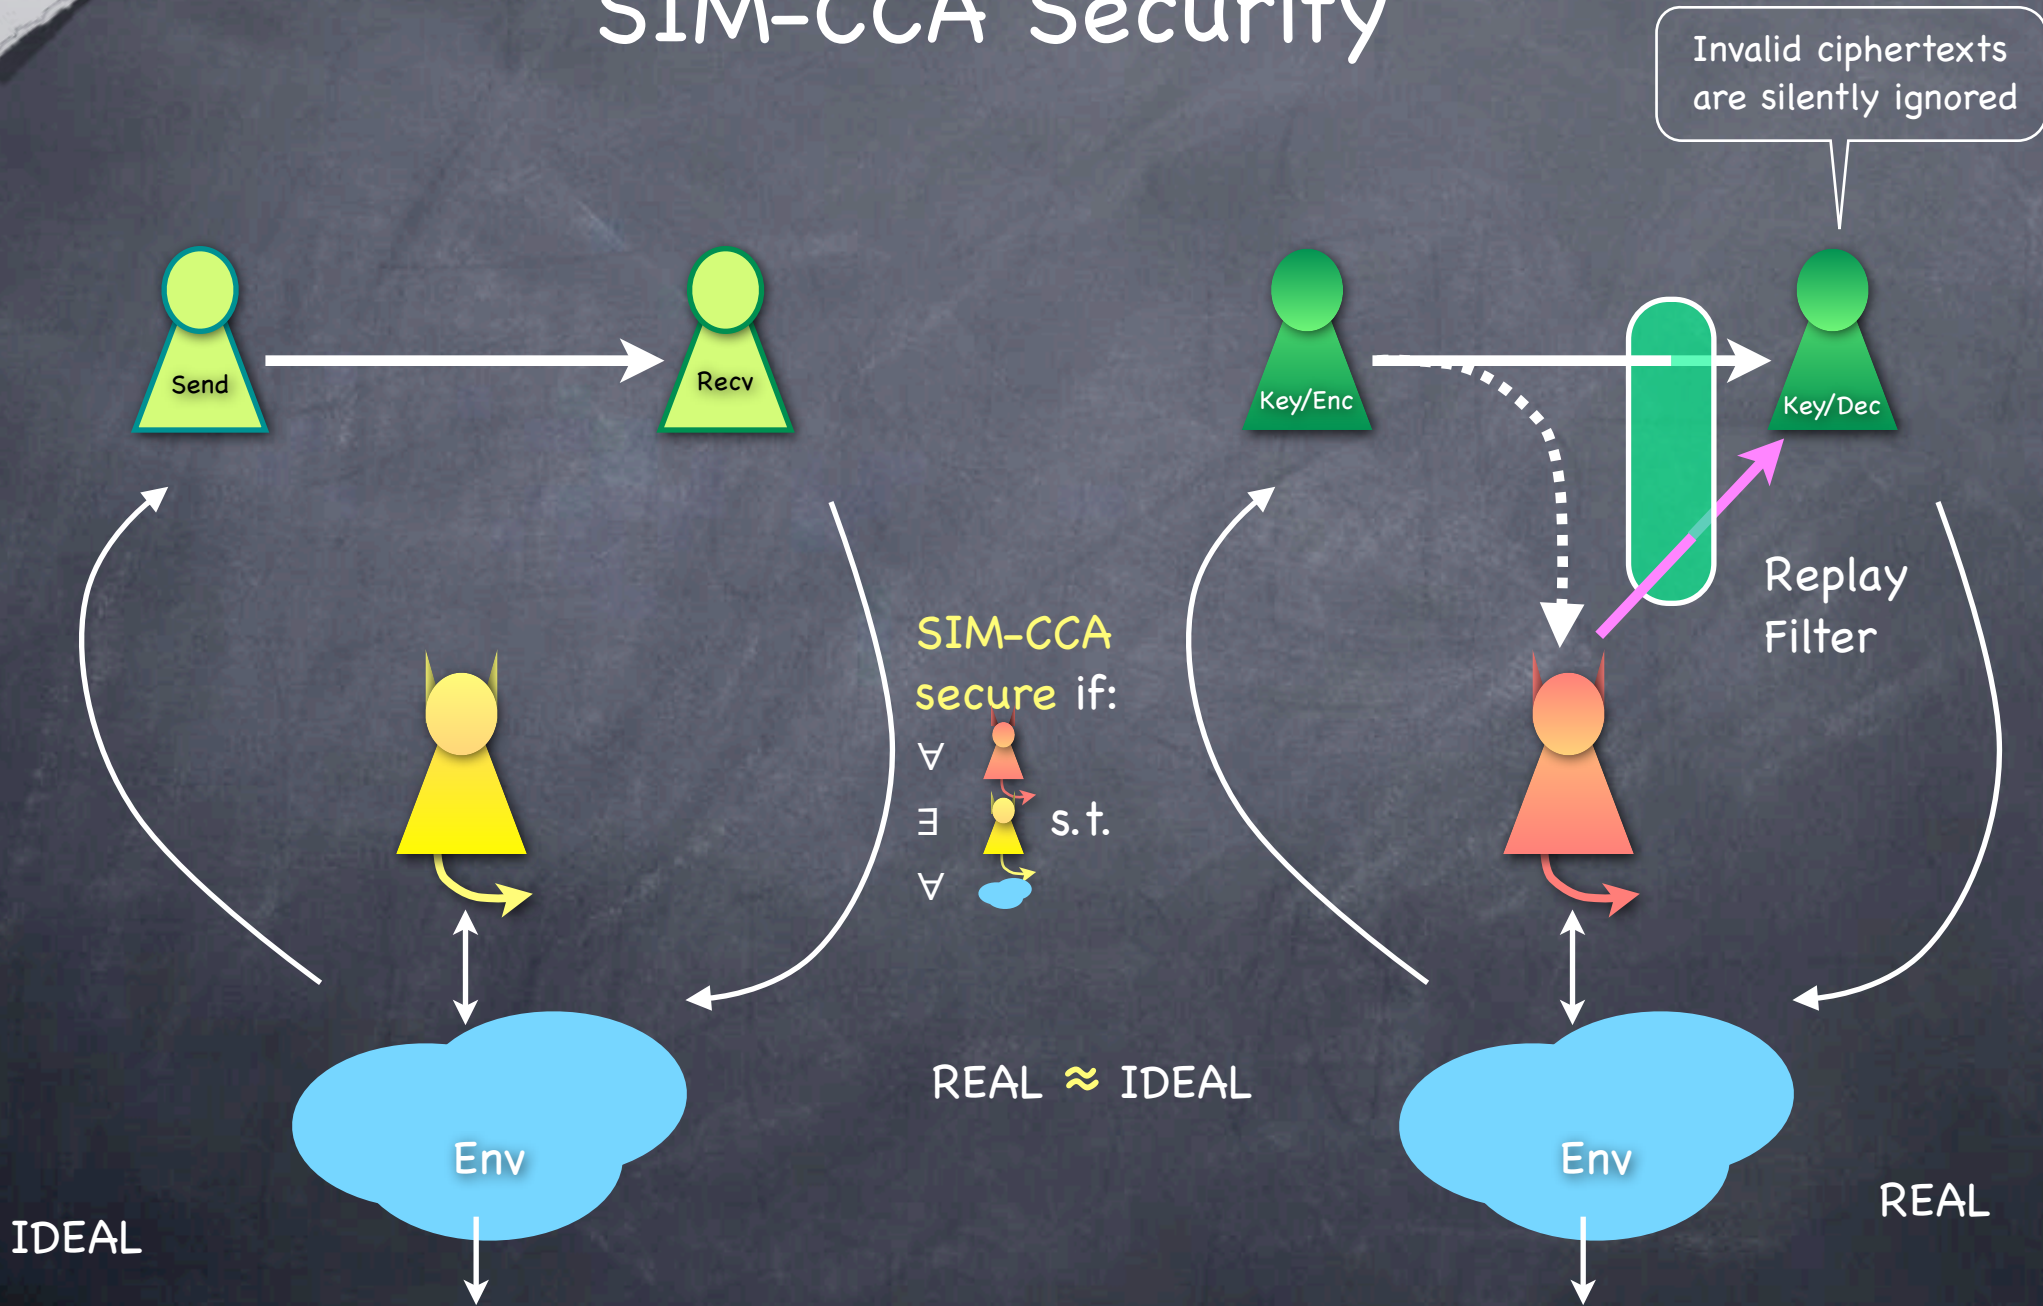 SIM-CCA Security
Invalid ciphertexts
are silently ignored
Send
Recv
Key/Enc
Key/Dec
Replay
Filter
SIM-CCA
secure if:
∀
∃ s.t.
∀
REAL ≈ IDEAL
Env
Env
IDEAL
REAL